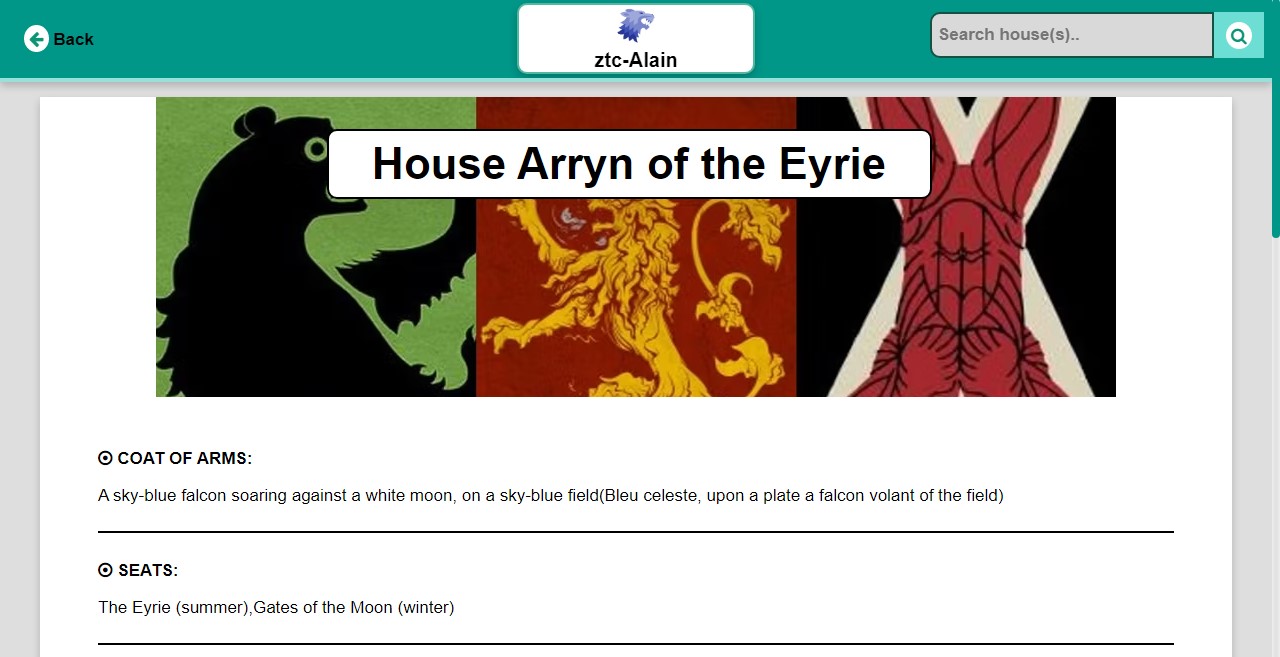 Back
ztc-Alain
Search house(s)..
House Arryn of the Eyrie
COAT OF ARMS:
A sky-blue falcon soaring against a white moon, on a sky-blue field(Bleu celeste, upon a plate a falcon volant of the field)
SEATS:
The Eyrie (summer),Gates of the Moon (winter)